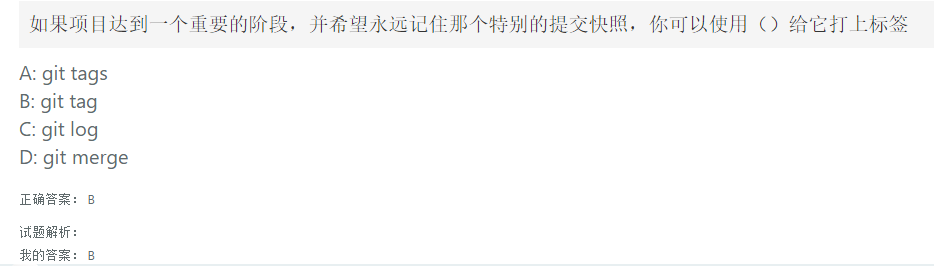 如果项目达到一个重要的阶段，并希望永远记住那个特别的提交快照，你可以使用（）给它打上标签
A: git tags
B: git tag
C: git log
D: git merge
正确答案： B
试题解析：
我的答案： B